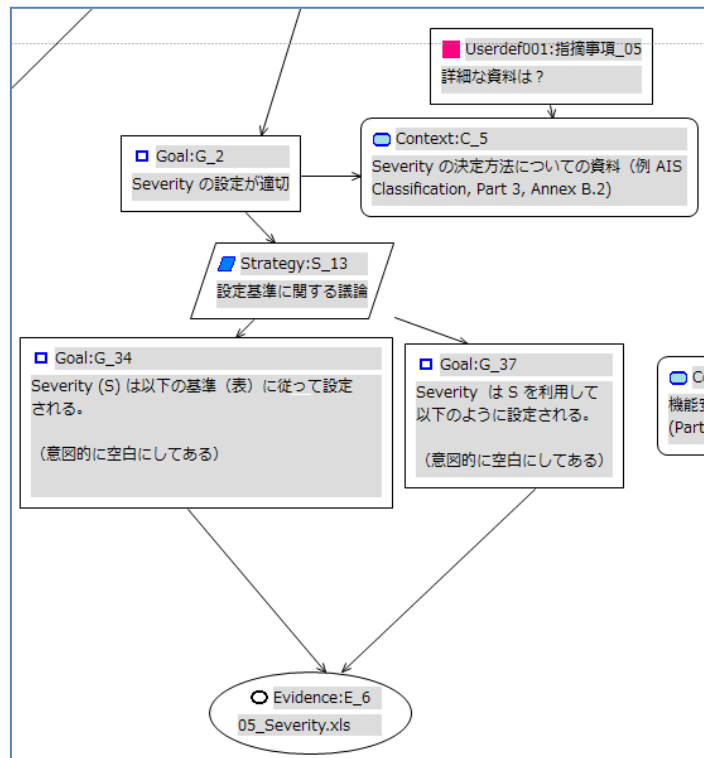 Userdef001:指摘事項_05
詳細な資料は？
Goal:G_2
Severity の設定が適切
Context:C_5
Severity の決定方法についての資料（例 AIS
Classification, Part 3, Annex B.2)
Strategy:S_13
設定基準に関する議論
Goal:G_34
Severity (S) は以下の基準（表）に従って設定
される。
（意図的に空白にしてある）
Goal:G_37
Severity は S を利用して
以下のように設定される。
（意図的に空白にしてある）
(Part
Evidence:E_6
05_Severity.xls